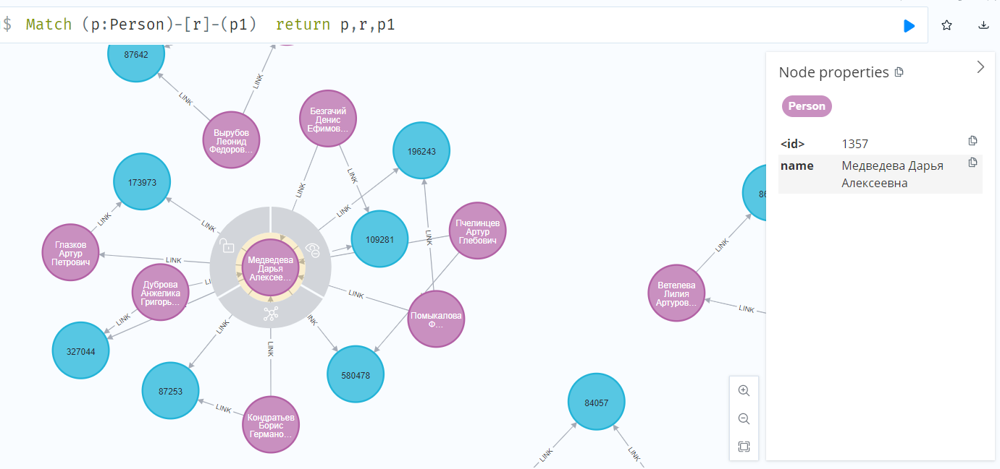 $ Match (p:Person)-[r]-(p1) return p,r,p1
87642
LINK
LINK
Вырубов
Леонид
Федоров...
Безгачий
Денис
Ефимов...
LINK
LINK
196243
LINK
173973
LINK
LINK
Глазков
Артур
Петрович
LINK
Медведева
Дарья
Алексее...
109281
LINK
Пчелинцев
Артур
Глебович
Дуброва
Анжелика
Григорь...
LI
LINK
327044
LINK
87253
LINK
LINK
Кондратьев
Борис
Германо...
INK
580478
LINK
Помыкалова
Ф...
86
LINK
Ветелева
Лилия
Артуров...
LINK
84057
LINK
LINK
Node properties
Person
<id> 1357
name Медведева Дарья
Алексеевна